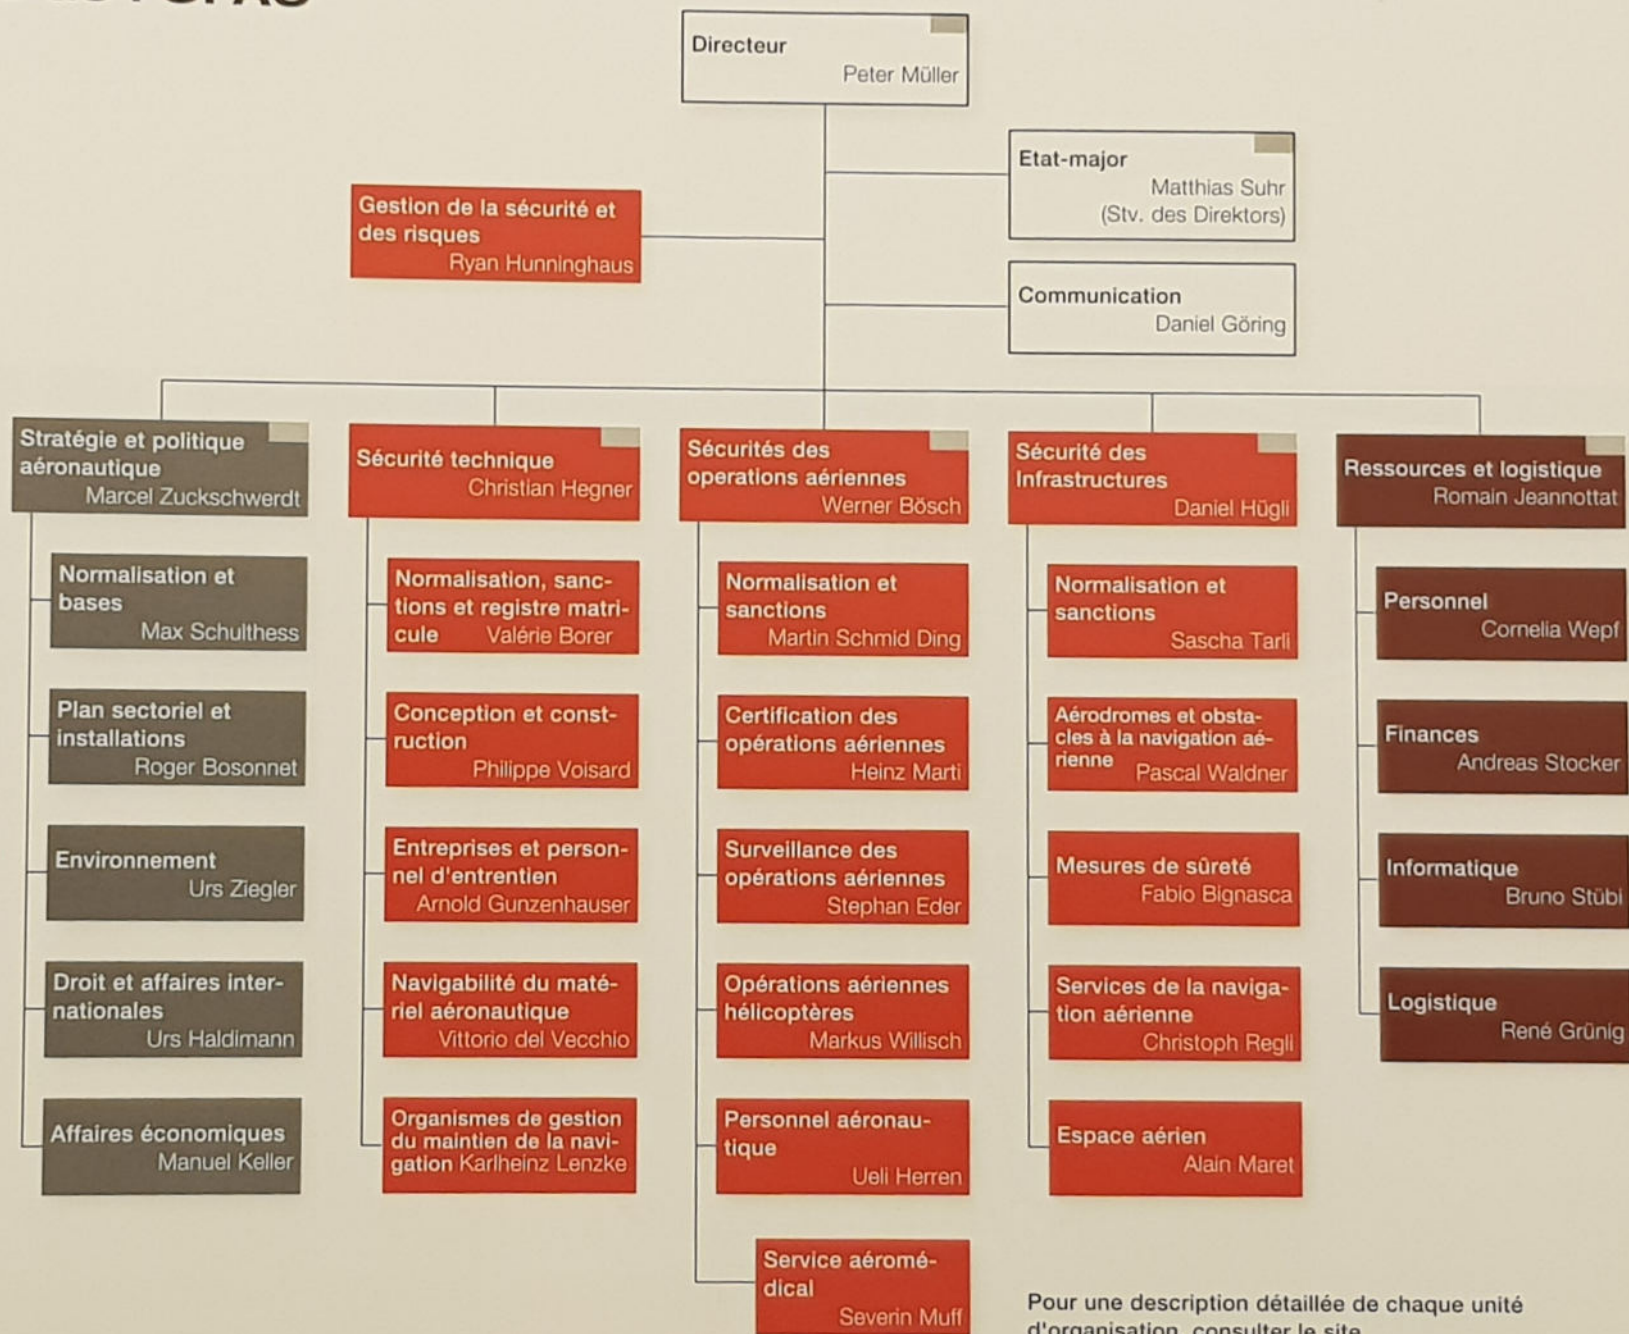 Directeur
Peter Müller
Etat-major
Matthias Suhr
(Stv. des Direktors)
Gestion de la sécurité et
des risques
Ryan Hunninghaus
Communication
Daniel Göring
Stratégie et politique
aéronautique
Marcel Zuckschwerdt
Normalisation et
bases
Max Schulthess
Plan sectoriel et
installations
Roger Bosonnet
Environnement
Urs Ziegler
Droit et affaires inter-
nationales
Urs Haldimann
Affaires économiques
Manuel Keller
Sécurité technique
Christian Hegner
Normalisation, sanc-
tions et registre matri-
cule Valérie Borer
Conception et const-
ruction
Philippe Voisard
Entreprises et person-
nel d'entretien
Arnold Gunzenhauser
Navigabilité du maté-
riel aéronautique
Vittorio del Vecchio
Organismes de gestion
du maintien de la navi-
gation Karlheinz Lenzke
Sécurités des
operations aériennes
Werner Bösch
Normalisation et
sanctions
Martin Schmid Ding
Certification des
opérations aériennes
Heinz Marti
Surveillance des
opérations aériennes
Stephan Eder
Opérations aériennes
hélicoptères
Markus Willisch
Personnel aéronau-
tique
Ueli Herren
Service aéromé-
dical
Severin Muff
Sécurité des
Infrastructures
Daniel Hügli
Normalisation et
sanctions
Sascha Tarli
Aérodromes et obsta-
cles à la navigation aé-
rienne Pascal Waldner
Mesures de sûreté
Fabio Bignasca
Services de la naviga-
tion aérienne
Christoph Regli
Espace aérien
Alain Maret
Ressources et logistique
Romain Jeannottat
Personnel
Cornelia Wepf
Finances
Andreas Stocker
Informatique
Bruno Stübi
Logistique
René Grünig
Pour une description détaillée de chaque unité
d'organisation, consulter le site